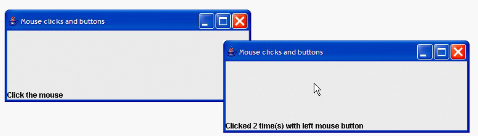 Mouse clicks and buttons
Click the mouse
Mouse clicks and buttons
Clicked 2 time(s) with left mouse button